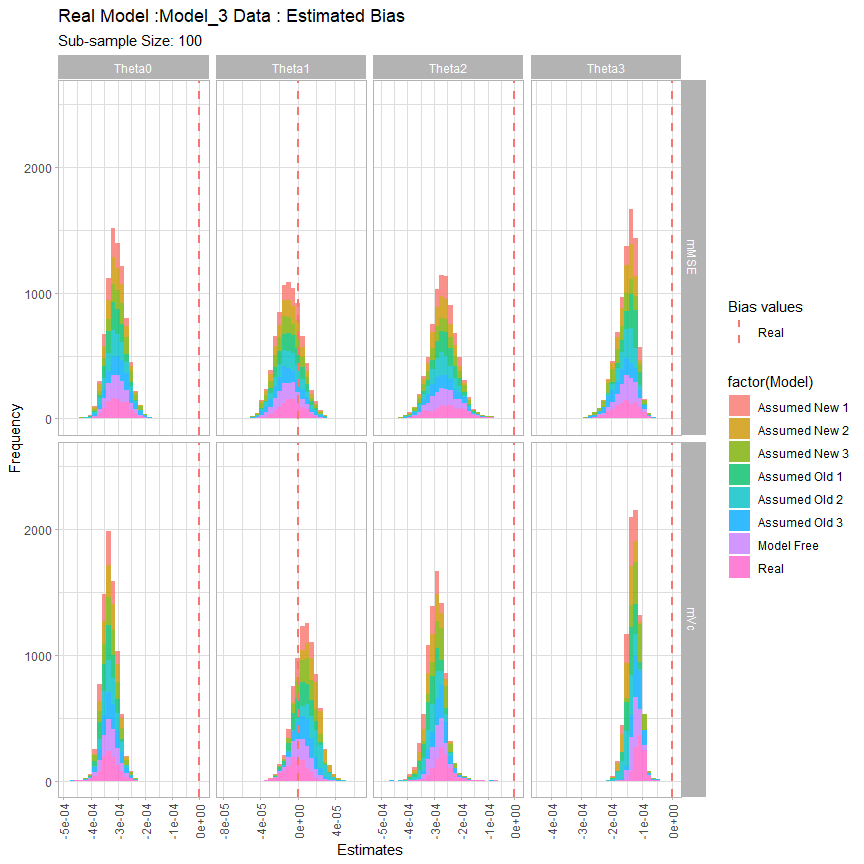 Real Model :Model_3 Data : Estimated Bias
Sub-sample Size: 100
Theta0 Theta1 Theta2 Theta3
Frequency
2000
1000
0
mMSE
2000
1000
0
mVc
-5e-04 -4e-04 -3e-04 -2e-04 -1e-04 0e+00
-8e-05 -4e-05 0e+00 4e-05
-5e-04 -4e-04 -3e-04 -2e-04 -1e-04 0e+00
-4e-04 -3e-04 -2e-04 -1e-04 0e+00
Estimates
Bias values
Real
factor(Model)
Assumed New 1
Assumed New 2
Assumed New 3
Assumed Old 1
Assumed Old 2
Assumed Old 3
Model Free
Real